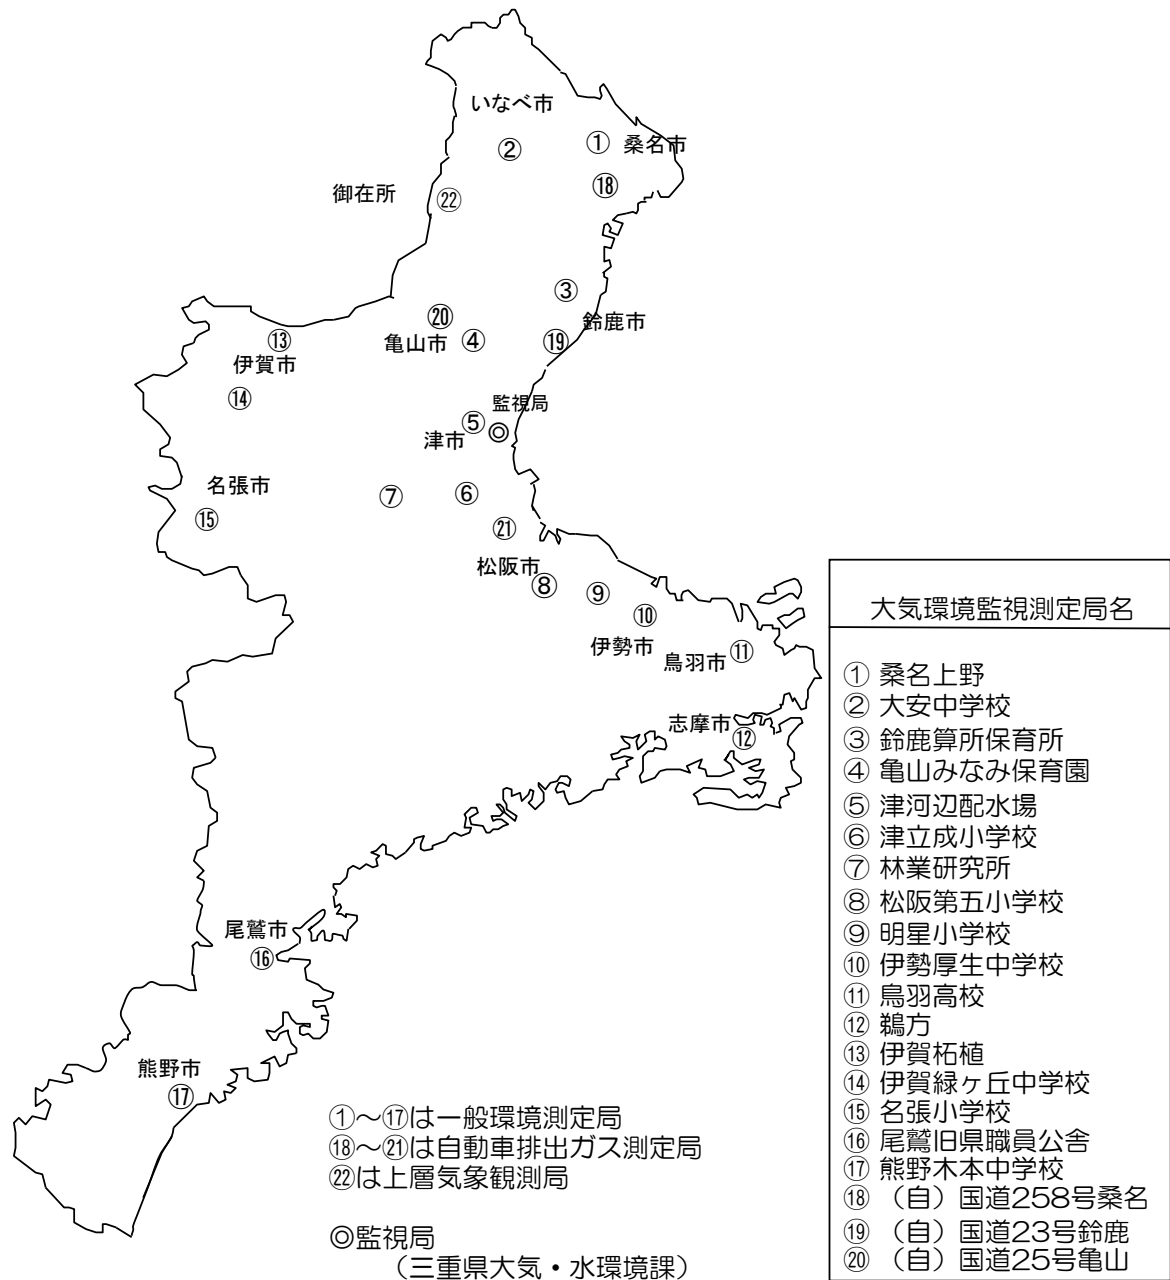 いなべ市
① 桑名市
②
⑱
御在所
㉒
③
鈴鹿市
⑳
亀山市
④
⑲
⑬
伊賀市
⑭
監視局
⑤
◎
津市
名張市
⑦
⑥
⑮
㉑
松阪市
⑧
⑨
⑩
伊勢市
鳥羽市 ⑪
志摩市
⑫
尾鷲市
⑯
熊野市
⑰
①～⑰は一般環境測定局
⑱～㉑は自動車排出ガス測定局
㉒は上層気象観測局
◎監視局
（三重県大気・水環境課）
大気環境監視測定局名
① 桑名上野
② 大安中学校
③ 鈴鹿算所保育所
④ 亀山みなみ保育園
⑤ 津河辺配水場
⑥ 津立成小学校
⑦ 林業研究所
⑧ 松阪第五小学校
⑨ 明星小学校
⑩ 伊勢厚生中学校
⑪ 鳥羽高校
⑫ 鵜方
⑬ 伊賀柘植
⑭ 伊賀緑ヶ丘中学校
⑮ 名張小学校
⑯ 尾鷲旧県職員公舎
⑰ 熊野木本中学校
⑱ （自）国道258号桑名
⑲ （自）国道23号鈴鹿
⑳ （自）国道25号亀山